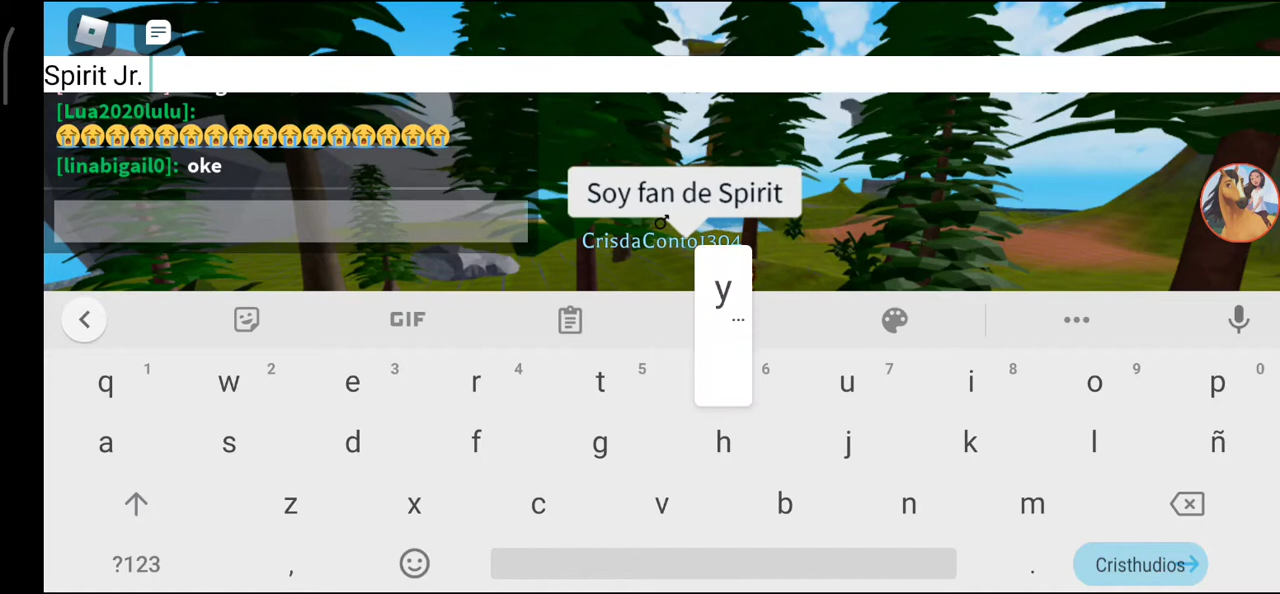 Spirit Jr.
[Lua2020lulu]:
😭😭😭😭😭😭😭😭😭😭😭😭😭😭😭😭
[linabigail0]: oke
Soy fan de Spirit
CrisdaConto1304
y
...
GIF
q 1 w 2 e 3 r 4 t 5 6 u 7 i 8 o 9 p 0
a s d f g h j k l ñ
z x c v b n m
?123 , . Cristhudios